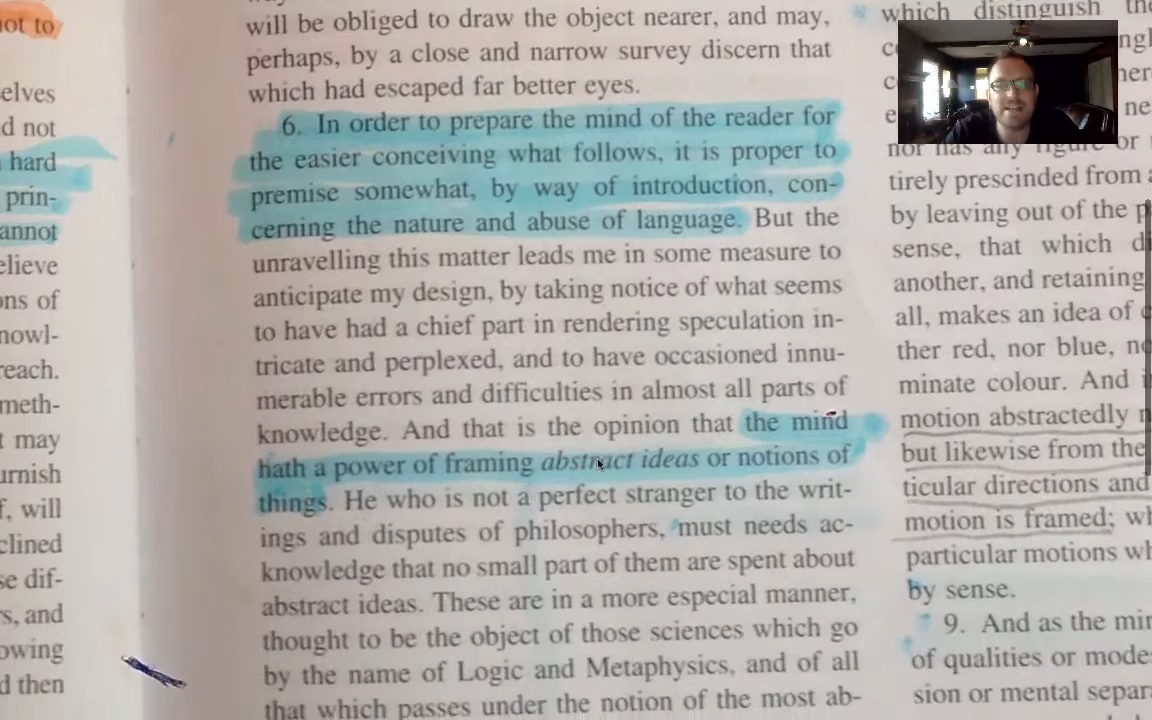 not to
elves
d not
hard
prin-
annot
elieve
ons of
nowl-
reach.
meth-
t may
urnish
f, will
clined
se dif-
s, and
owing
d then
will be obliged to draw the object nearer, and may,
perhaps, by a close and narrow survey discern that
which had escaped far better eyes.
6. In order to prepare the mind of the reader for
the easier conceiving what follows, it is proper to
premise somewhat, by way of introduction, con-
cerning the nature and abuse of language. But the
unravelling this matter leads me in some measure to
anticipate my design, by taking notice of what seems
to have had a chief part in rendering speculation in-
tricate and perplexed, and to have occasioned innu-
merable errors and difficulties in almost all parts of
knowledge. And that is the opinion that the mind
hath a power of framing abstract ideas or notions of
things. He who is not a perfect stranger to the writ-
ings and disputes of philosophers, must needs ac-
knowledge that no small part of them are spent about
abstract ideas. These are in a more especial manner,
thought to be the object of those sciences which go
by the name of Logic and Metaphysics, and of all
that which passes under the notion of the most ab-
which distinguish
nor has any figure or
tirely prescinded from
by leaving out of the p
sense, that which di
another, and retaining
all, makes an idea of
ther red, nor blue, n
minate colour. And
motion abstractedly
but likewise from the
ticular directions and
motion is framed; wh
particular motions wh
by sense.
9. And as the min
of qualities or mode
sion or mental separ